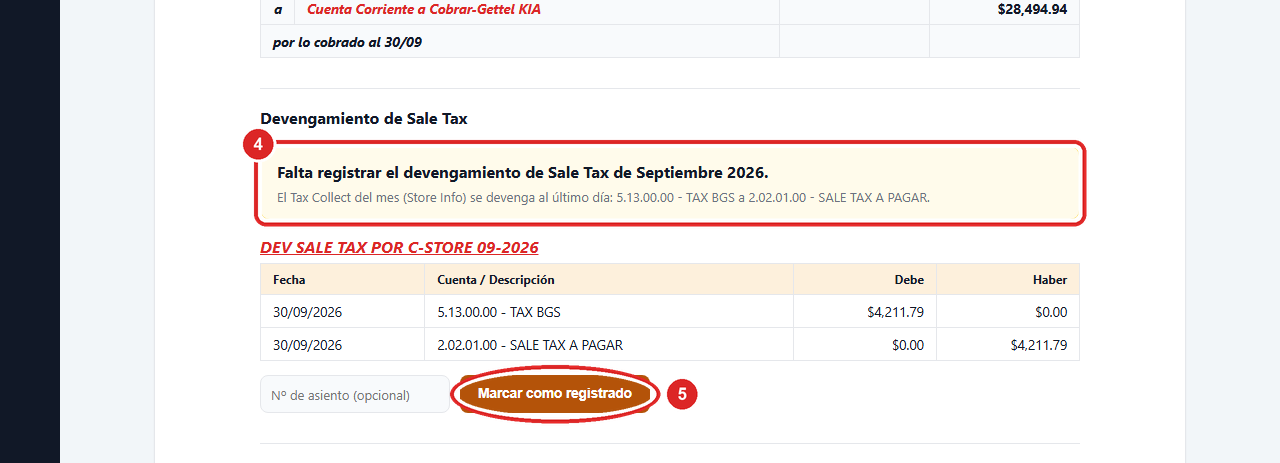 a Cuenta Corriente a Cobrar-Gettel KIA $28,494.94
por lo cobrado al 30/09
Devengamiento de Sale Tax
4
Falta registrar el devengamiento de Sale Tax de Septiembre 2026.
El Tax Collect del mes (Store Info) se devenga al último día: 5.13.00.00 - TAX BGS a 2.02.01.00 - SALE TAX A PAGAR.
DEV SALE TAX POR C-STORE 09-2026
Fecha Cuenta / Descripción Debe Haber
30/09/2026 5.13.00.00 - TAX BGS $4,211.79 $0.00
30/09/2026 2.02.01.00 - SALE TAX A PAGAR $0.00 $4,211.79
Nº de asiento (opcional) Marcar como registrado 5